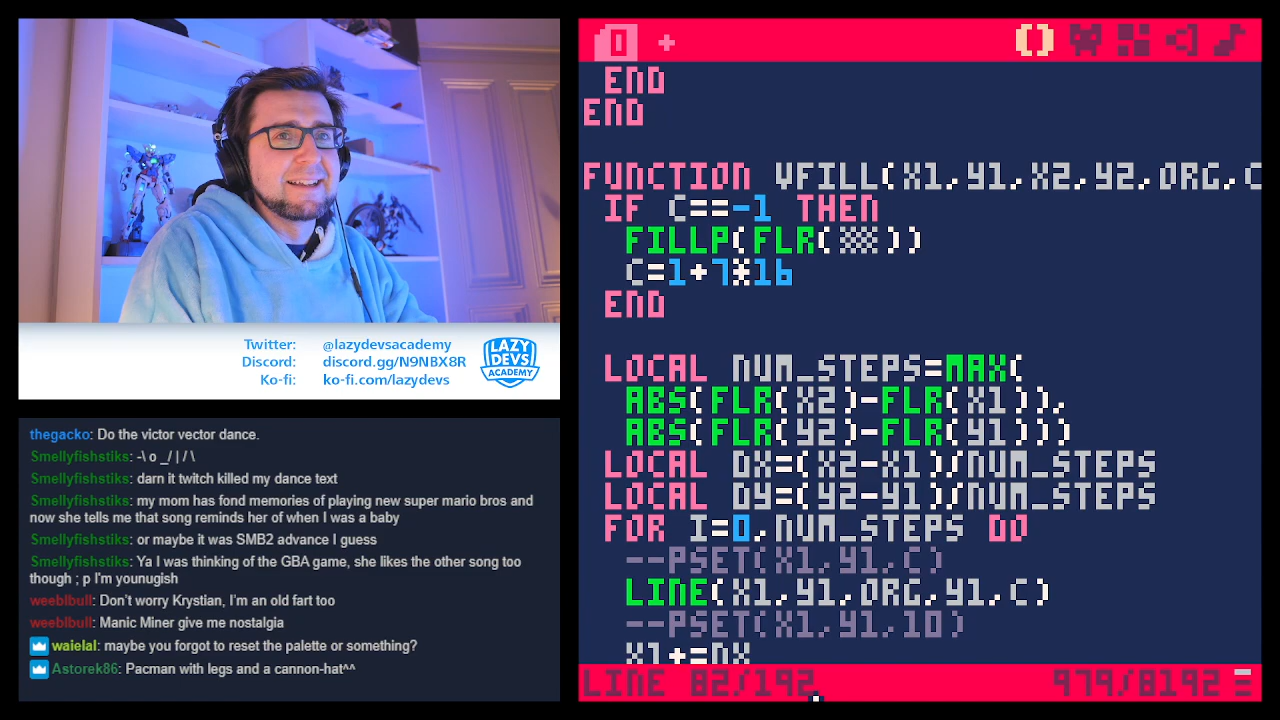 Twitter: @lazydevsacademy
Discord: discord.gg/N9NBX8R
Ko-fi: ko-fi.com/lazydevs
LAZY
DEVS
ACADEMY
thegacko: Do the victor vector dance.
Smellyfishstiks: -\ o _/ | / \
Smellyfishstiks: darn it twitch killed my dance text
Smellyfishstiks: my mom has fond memories of playing new super mario bros and
now she tells me that song reminds her of when I was a baby
Smellyfishstiks: or maybe it was SMB2 advance I guess
Smellyfishstiks: Ya I was thinking of the GBA game, she likes the other song too
though ; p I'm younugish
weeblbull: Don't worry Krystian, I'm an old fart too
weeblbull: Manic Miner give me nostalgia
waielal: maybe you forgot to reset the palette or something?
Astorek86: Pacman with legs and a cannon-hat^^
0 +
END
END
FUNCTION VFILL(X1,Y1,X2,Y2,ORG,C
IF C==-1 THEN
FILLP(FLR(░))
C=1+7*16
END
LOCAL NUM_STEPS=MAX(
ABS(FLR(X2)-FLR(X1)),
ABS(FLR(Y2)-FLR(Y1)))
LOCAL DX=(X2-X1)/NUM_STEPS
LOCAL DY=(Y2-Y1)/NUM_STEPS
FOR I=0,NUM_STEPS DO
--PSET(X1,Y1,C)
LINE(X1,Y1,ORG,Y1,C)
--PSET(X1,Y1,10)
X1+=DX
LINE 82/192 979/8192